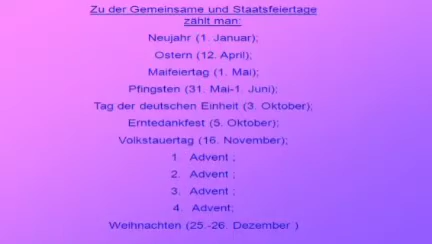 Zu der Gemeinsame und Staatsfeiertage
zählt man:
Neujahr (1. Januar);
Ostern (12. April);
Maifeiertag (1. Mai);
Pfingsten (31. Mai-1. Juni);
Tag der deutschen Einheit (3. Oktober);
Erntedankfest (5. Oktober);
Volkstauertag (16. November);
1. Advent ;
2. Advent ;
3. Advent ;
4. Advent;
Weihnachten (25.-26. Dezember )